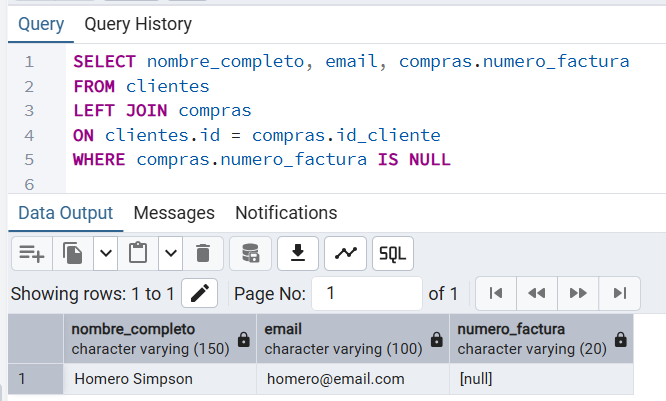 Query Query History
1 SELECT nombre_completo, email, compras.numero_factura
2 FROM clientes
3 LEFT JOIN compras
4 ON clientes.id = compras.id_cliente
5 WHERE compras.numero_factura IS NULL
6
Data Output Messages Notifications
SQL
Showing rows: 1 to 1 Page No: 1 of 1
nombre_completo email numero_factura
character varying (150) character varying (100) character varying (20)
1 Homero Simpson homero@email.com [null]